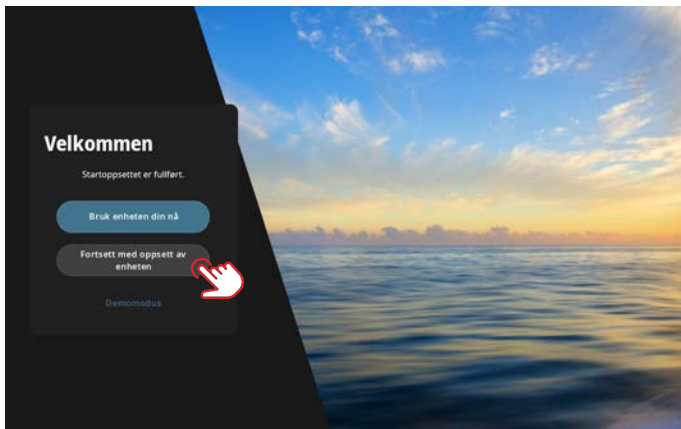 Velkommen
Startoppsettet er fullført.
Bruk enheten din nå
Fortsett med oppsett av
enheten
Demomodus